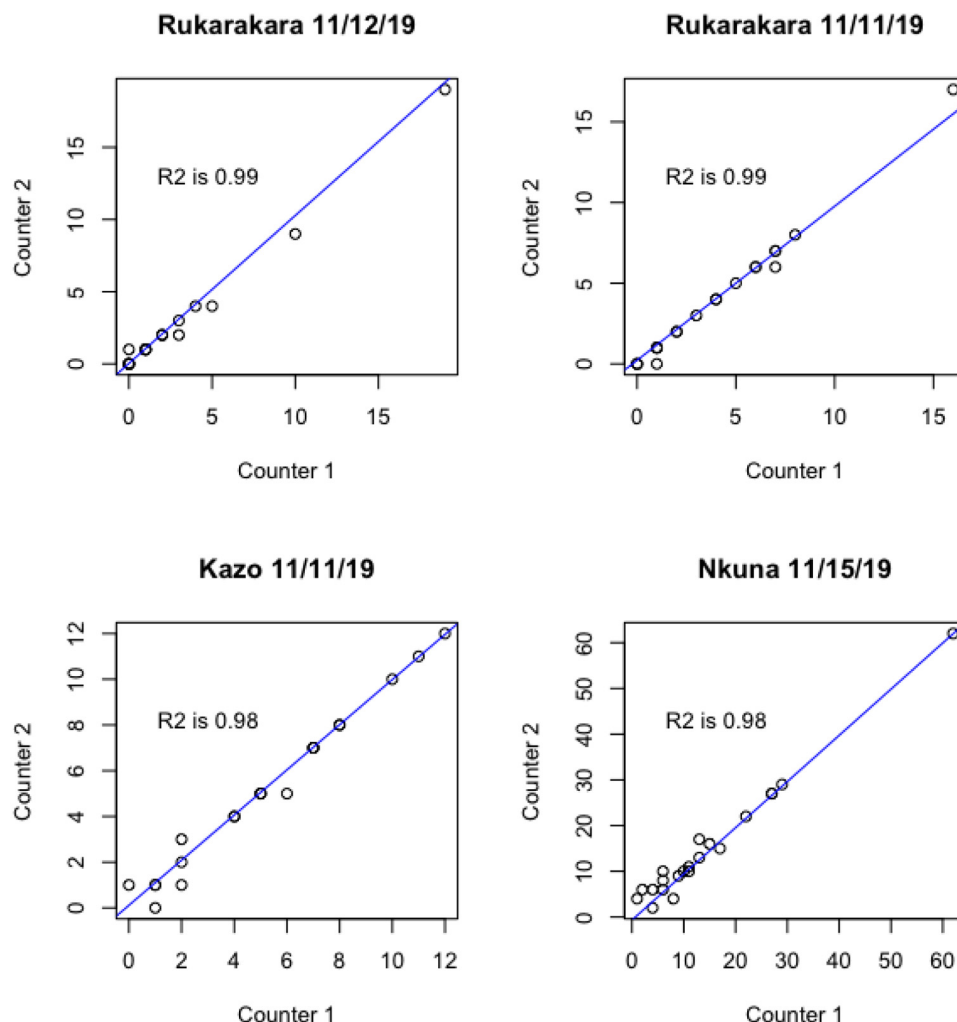 Rukarakara 11/12/19
Counter 2
15
10
5
0
R2 is 0.99
0 5 10 15
Counter 1
Rukarakara 11/11/19
Counter 2
15
10
5
0
R2 is 0.99
0 5 10 15
Counter 1
Kazo 11/11/19
Counter 2
12
10
8
6
4
2
0
R2 is 0.98
0 2 4 6 8 10 12
Counter 1
Nkuna 11/15/19
Counter 2
60
50
40
30
20
10
0
R2 is 0.98
0 10 20 30 40 50 60
Counter 1